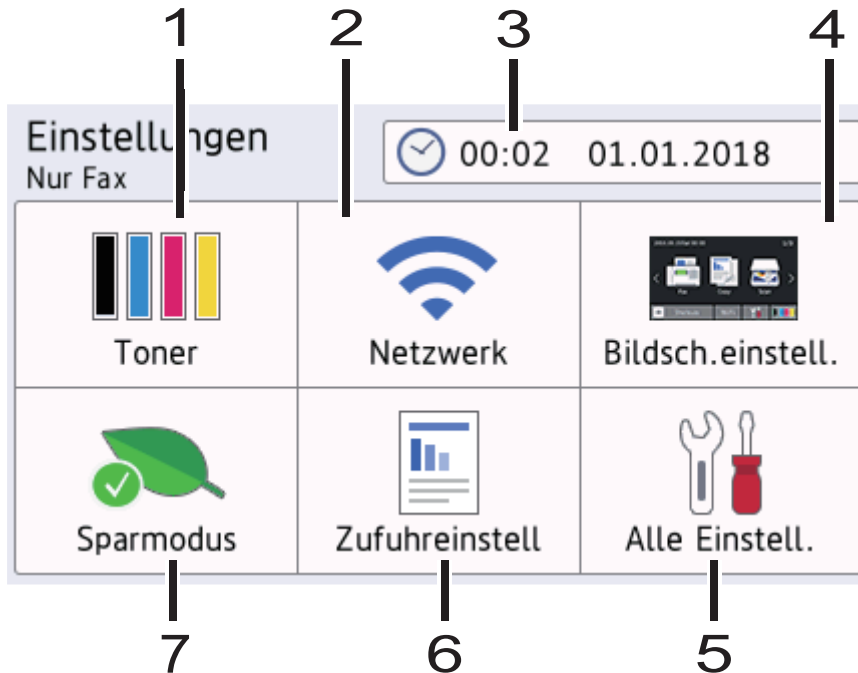 1 2 3 4
Einstellungen
Nur Fax
00:02 01.01.2018
Toner
Netzwerk
Bildsch.einstell.
Sparmodus
Zufuhreinstell
Alle Einstell.
7 6 5